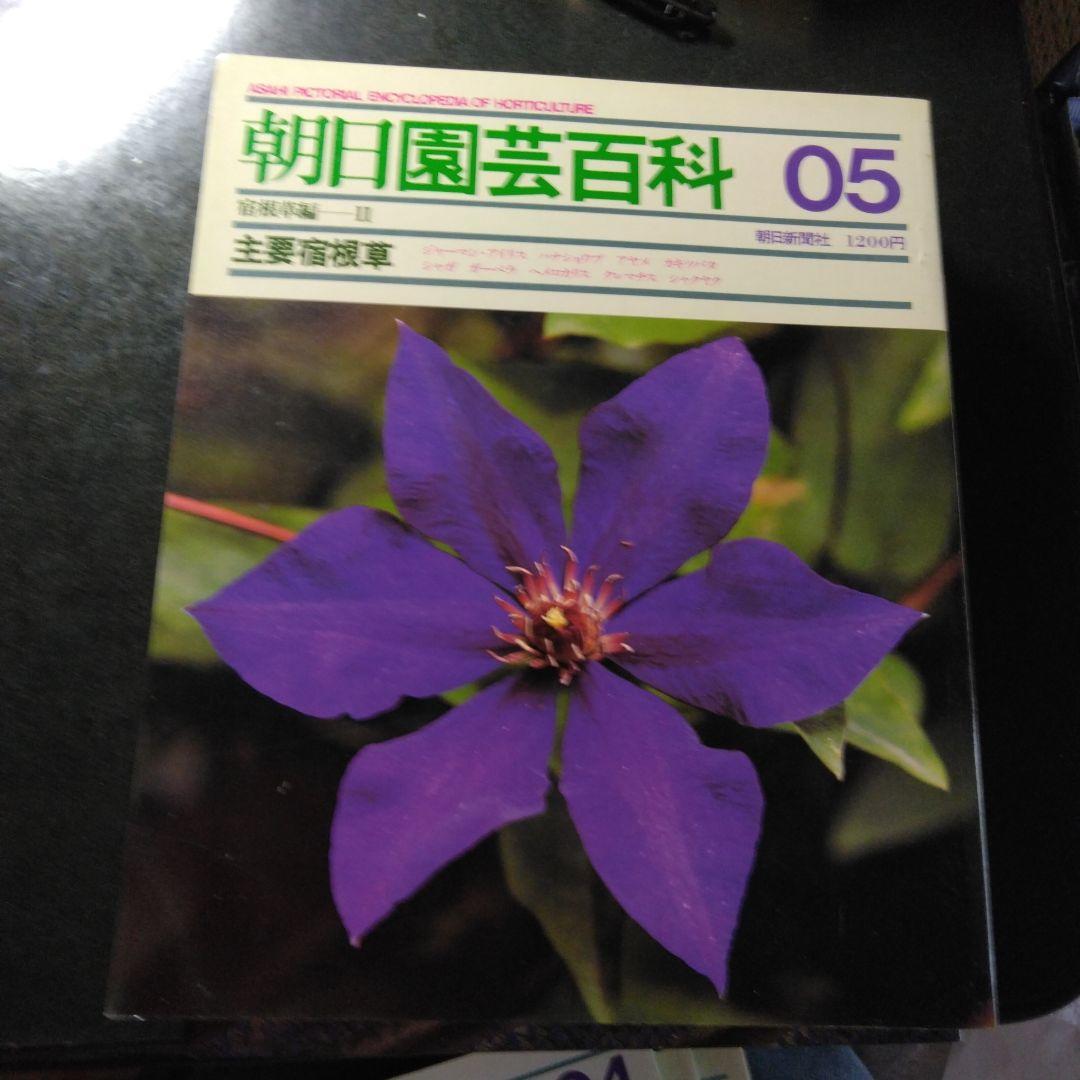 ASAHI PICTORIAL ENCYCLOPEDIA OF HORTICULTURE
朝日園芸百科 05
宿根草編──II
朝日新聞社 1200円
主要宿根草
ジャーマン・アイリス ハナショウブ アヤメ カキツバタ
シャガ ガーベラ ヘメロカリス クレマチス シャクヤク
04